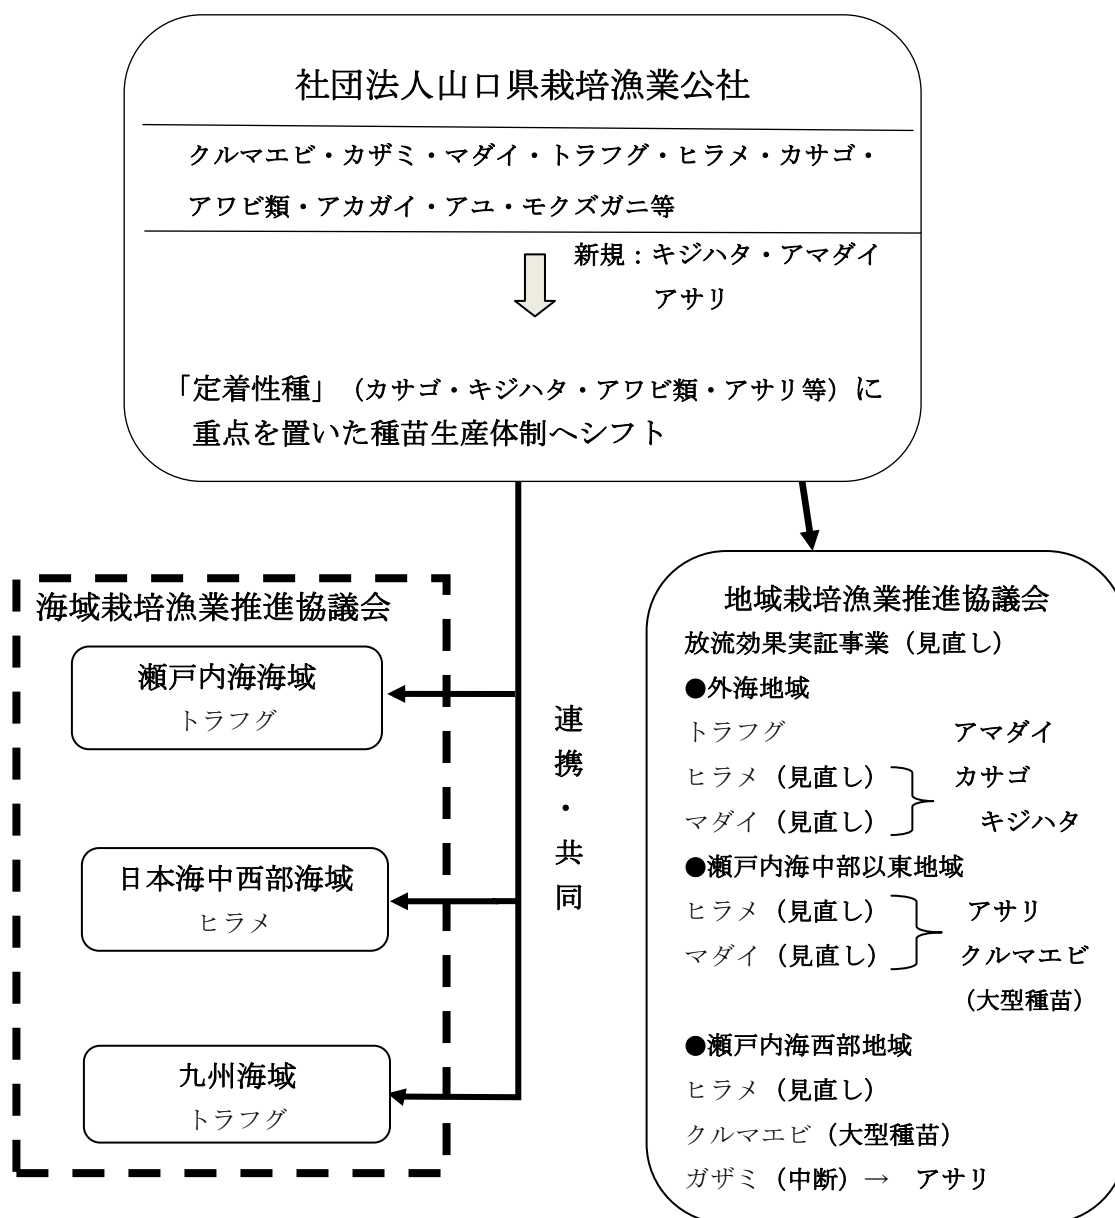 社団法人山口県栽培漁業公社
クルマエビ・カザミ・マダイ・トラフグ・ヒラメ・カサゴ・
アワビ類・アカガイ・アユ・モクズガニ等
新規：キジハタ・アマダイ
アサリ
「定着性種」（カサゴ・キジハタ・アワビ類・アサリ等）に
重点を置いた種苗生産体制へシフト
海域栽培漁業推進協議会
瀬戸内海海域
トラフグ
日本海中西部海域
ヒラメ
九州海域
トラフグ
連携・共同
地域栽培漁業推進協議会
放流効果実証事業（見直し）
●外海地域
トラフグ アマダイ
ヒラメ（見直し） カサゴ
マダイ（見直し） キジハタ
●瀬戸内海中部以東地域
ヒラメ（見直し） アサリ
マダイ（見直し） クルマエビ
（大型種苗）
●瀬戸内海西部地域
ヒラメ（見直し）
クルマエビ（大型種苗）
ガザミ（中断）→ アサリ